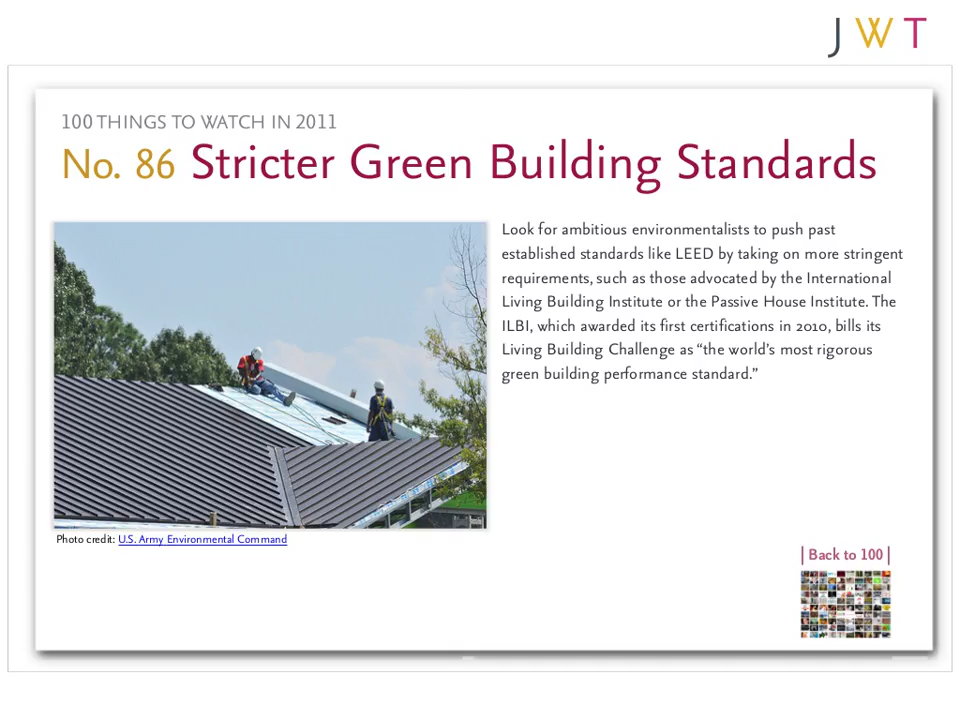 JWT
100 THINGS TO WATCH IN 2011
No. 86 Stricter Green Building Standards
Look for ambitious environmentalists to push past
established standards like LEED by taking on more stringent
requirements, such as those advocated by the International
Living Building Institute or the Passive House Institute. The
ILBI, which awarded its first certifications in 2010, bills its
Living Building Challenge as “the world’s most rigorous
green building performance standard.”
Photo credit: U.S. Army Environmental Command
| Back to 100 |